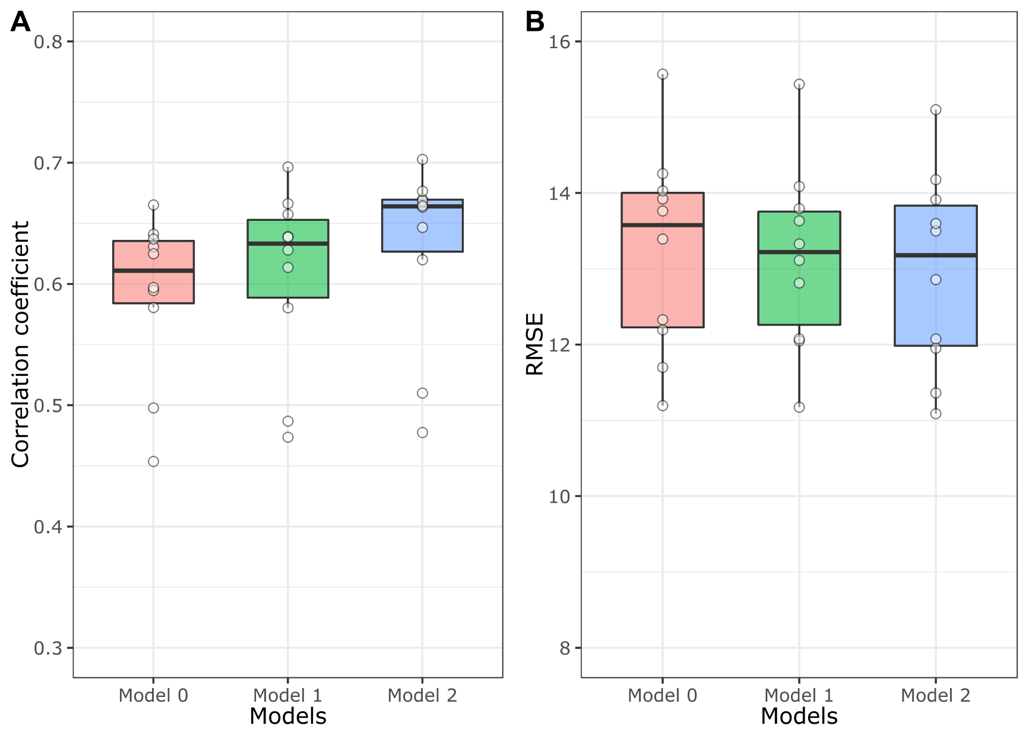 A
Correlation coefficient
0.8
0.7
0.6
0.5
0.4
0.3
Model 0 Model 1 Model 2
Models
B
RMSE
16
14
12
10
8
Model 0 Model 1 Model 2
Models